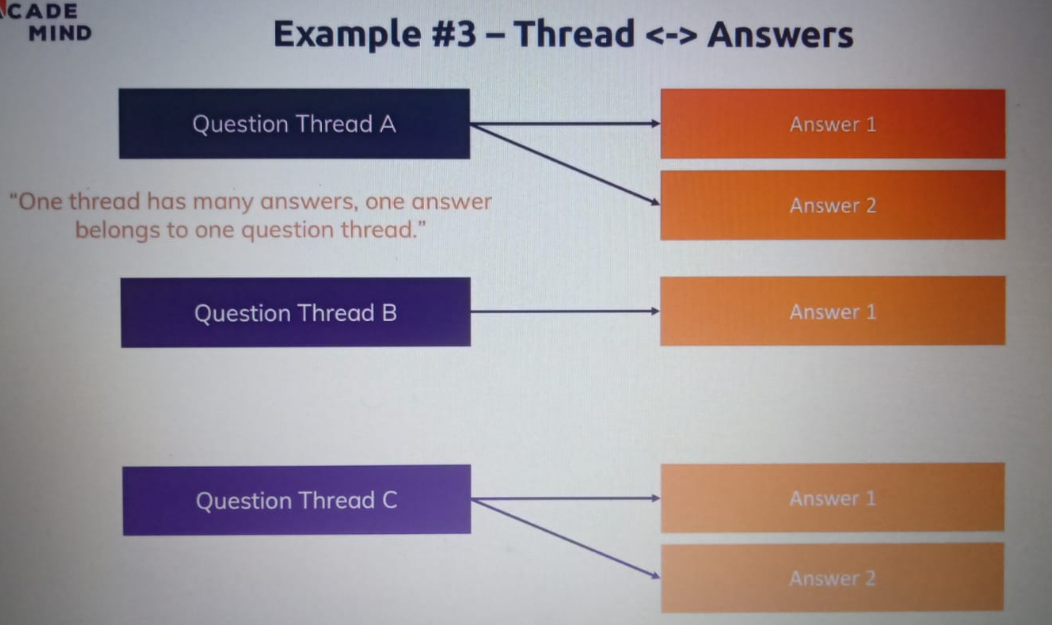 CADE
MIND
Example #3 – Thread <-> Answers
Question Thread A
Answer 1
Answer 2
“One thread has many answers, one answer
belongs to one question thread.”
Question Thread B
Answer 1
Question Thread C
Answer 1
Answer 2